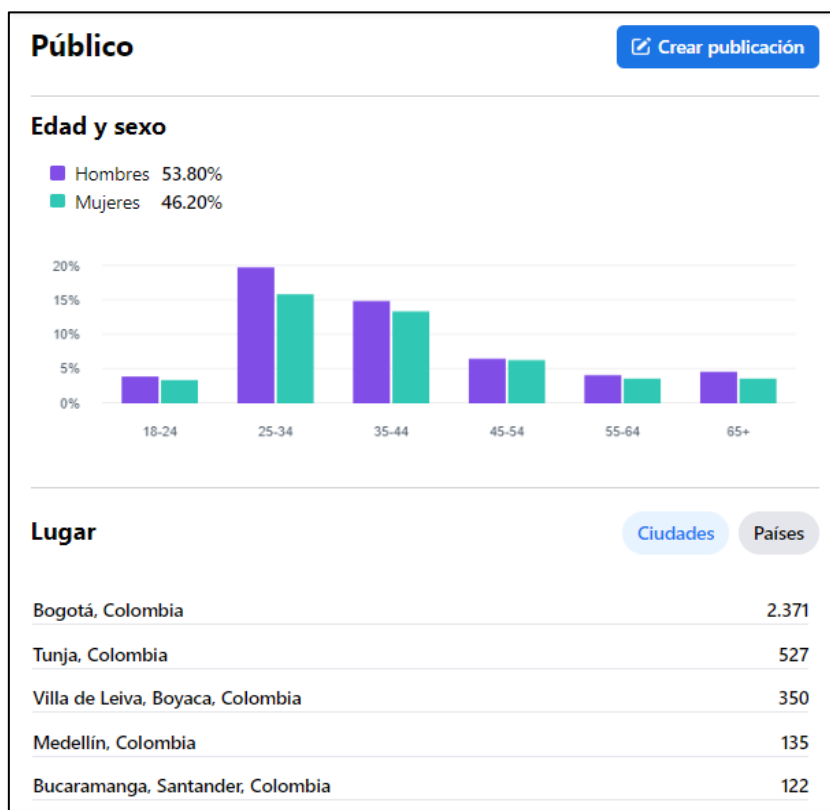 Público
Crear publicación
Edad y sexo
Hombres 53.80%
Mujeres 46.20%
20%
15%
10%
5%
0%
18-24 25-34 35-44 45-54 55-64 65+
Lugar
Ciudades Países
Bogotá, Colombia 2.371
Tunja, Colombia 527
Villa de Leiva, Boyaca, Colombia 350
Medellín, Colombia 135
Bucaramanga, Santander, Colombia 122